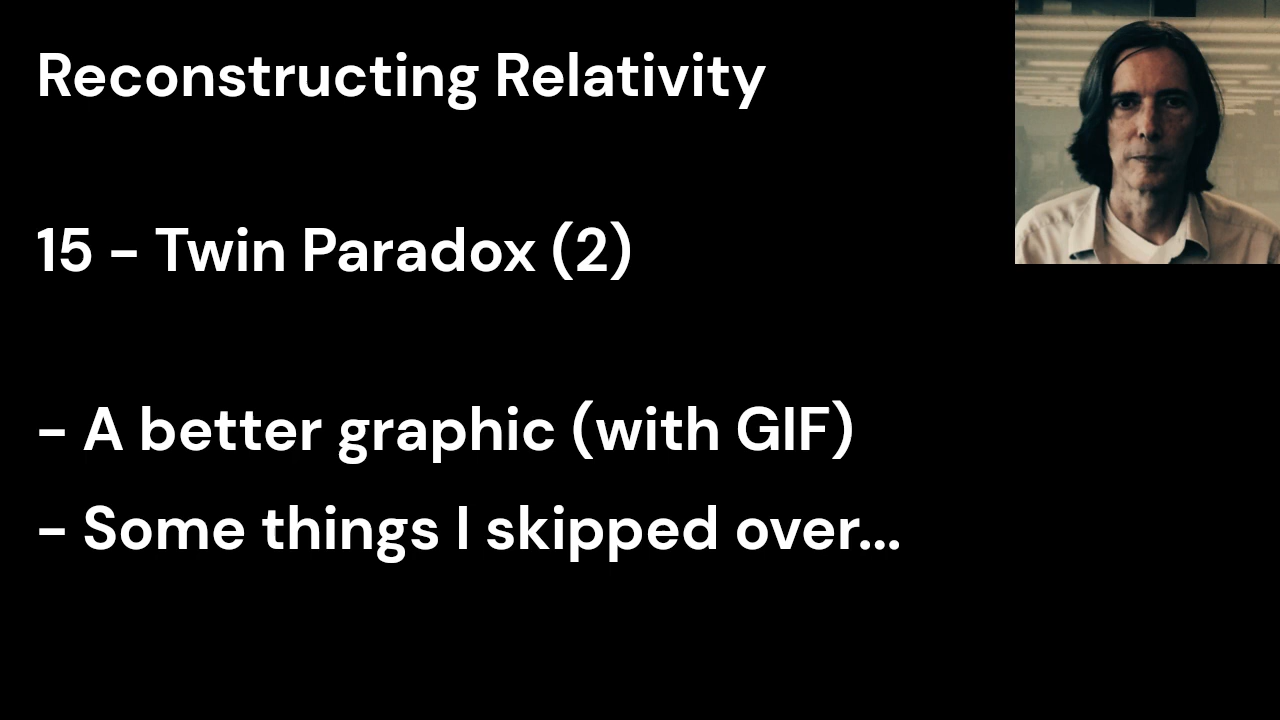 Reconstructing Relativity
15 – Twin Paradox (2)
– A better graphic (with GIF)
– Some things I skipped over...